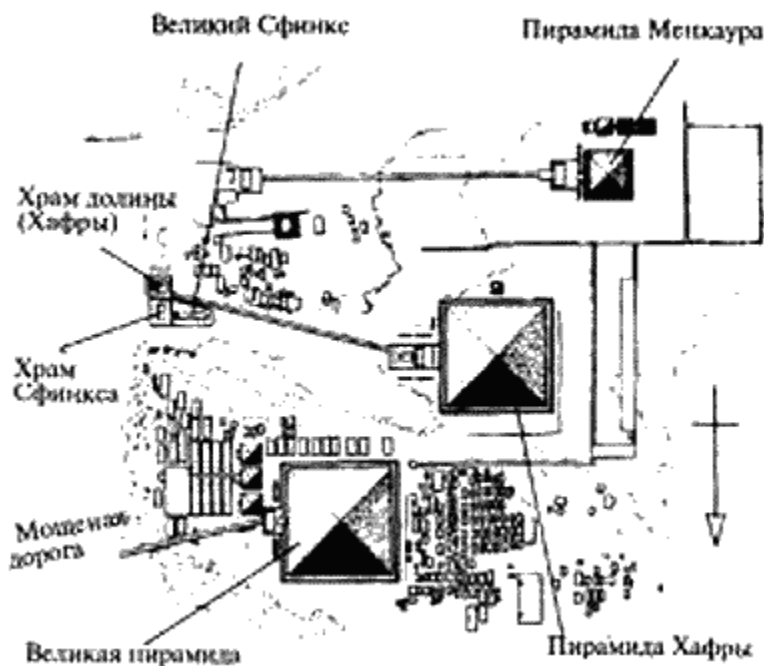 Великий Сфинкс
Пирамида Менкаура
Храм долины
(Хафры)
Храм
Сфинкса
Мощеная
дорога
Великая пирамида
Пирамида Хафры